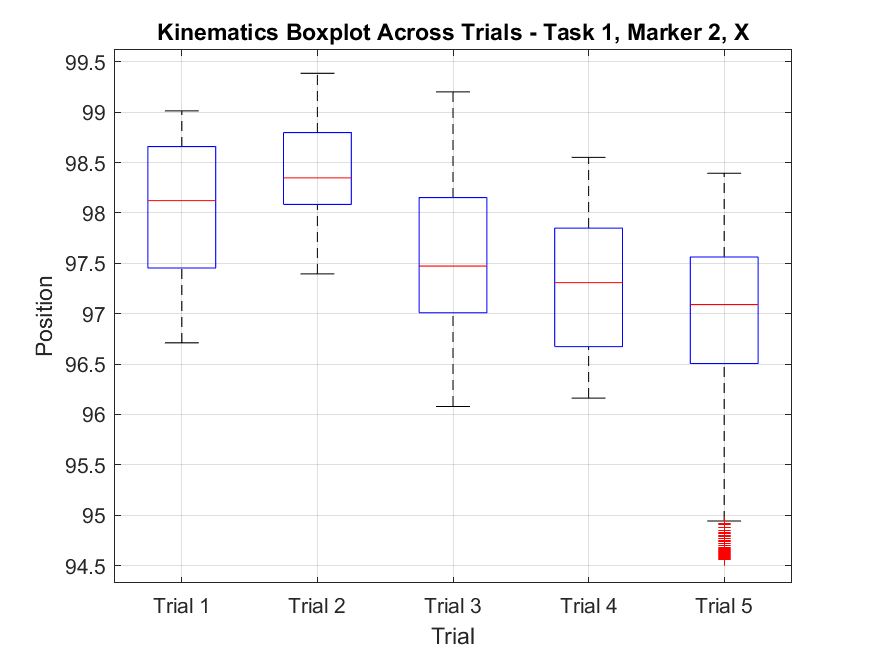 Kinematics Boxplot Across Trials - Task 1, Marker 2, X
99.5
99
98.5
98
97.5
97
96.5
96
95.5
95
94.5
Position
Trial 1 Trial 2 Trial 3 Trial 4 Trial 5
Trial